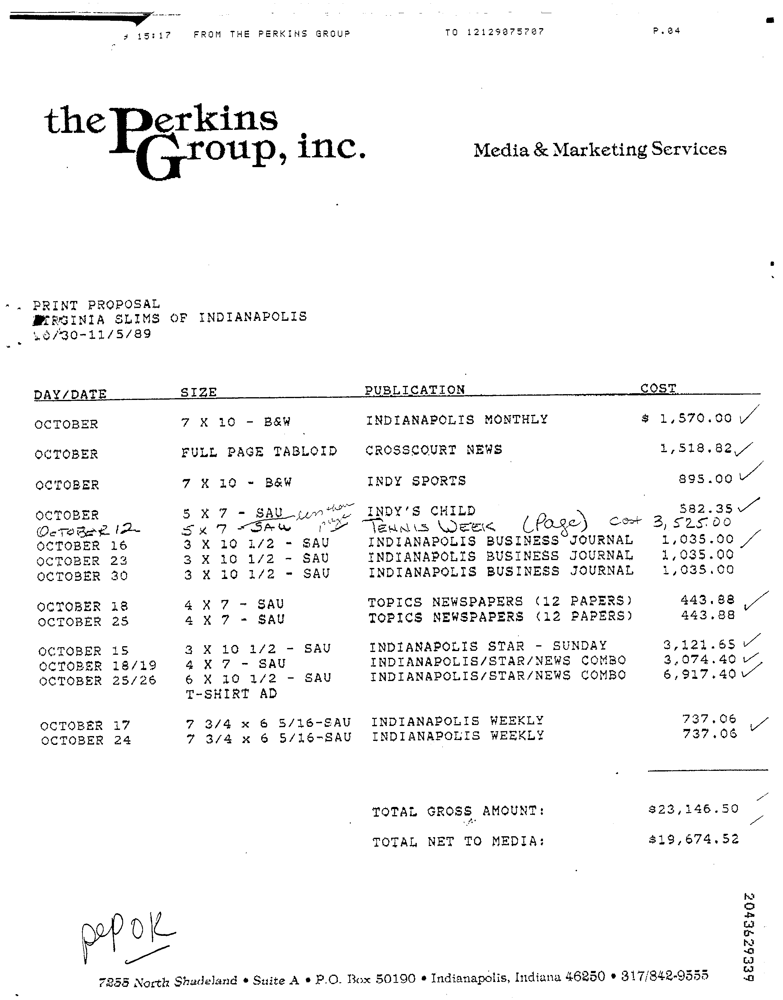 15:17 FROM THE PERKINS GROUP TO 12129075707 P.04
the Perkins Group, inc.
Media & Marketing Services
PRINT PROPOSAL
VIRGINIA SLIMS OF INDIANAPOLIS
10/30-11/5/89
DAY/DATE SIZE PUBLICATION COST
OCTOBER 7 X 10 - B&W INDIANAPOLIS MONTHLY $ 1,570.00 ✓
OCTOBER FULL PAGE TABLOID CROSSCOURT NEWS 1,518.82 ✓
OCTOBER 7 X 10 - B&W INDY SPORTS 895.00 ✓
OCTOBER 5 X 7 - SAU INDY'S CHILD 582.35 ✓
OCTOBER 12 5 x 7 - SAU TENNIS WEEK (Page) cost 3,525.00
OCTOBER 16 3 X 10 1/2 - SAU INDIANAPOLIS BUSINESS JOURNAL 1,035.00 ✓
OCTOBER 23 3 X 10 1/2 - SAU INDIANAPOLIS BUSINESS JOURNAL 1,035.00
OCTOBER 30 3 X 10 1/2 - SAU INDIANAPOLIS BUSINESS JOURNAL 1,035.00
OCTOBER 18 4 X 7 - SAU TOPICS NEWSPAPERS (12 PAPERS) 443.88 ✓
OCTOBER 25 4 X 7 - SAU TOPICS NEWSPAPERS (12 PAPERS) 443.88
OCTOBER 15 3 X 10 1/2 - SAU INDIANAPOLIS STAR - SUNDAY 3,121.65 ✓
OCTOBER 18/19 4 X 7 - SAU INDIANAPOLIS/STAR/NEWS COMBO 3,074.40 ✓
OCTOBER 25/26 6 X 10 1/2 - SAU INDIANAPOLIS/STAR/NEWS COMBO 6,917.40 ✓
T-SHIRT AD
OCTOBER 17 7 3/4 x 6 5/16-SAU INDIANAPOLIS WEEKLY 737.06 ✓
OCTOBER 24 7 3/4 x 6 5/16-SAU INDIANAPOLIS WEEKLY 737.06
TOTAL GROSS AMOUNT: $23,146.50
TOTAL NET TO MEDIA: $19,674.52
pep OK
2043629339
7255 North Shadeland • Suite A • P.O. Box 50190 • Indianapolis, Indiana 46250 • 317/842-9555